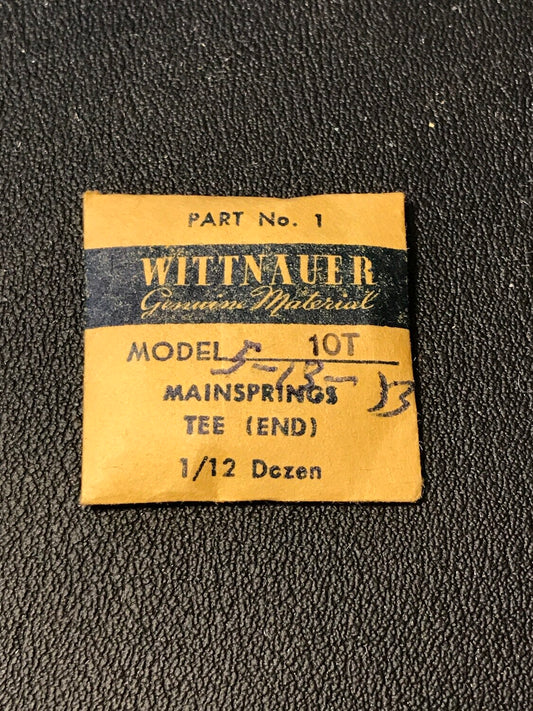 PART No. 1
WITTNAUER
Genuine Material
MODEL 10T
5-13-53
MAINSPRINGS
TEE (END)
1/12 Dozen